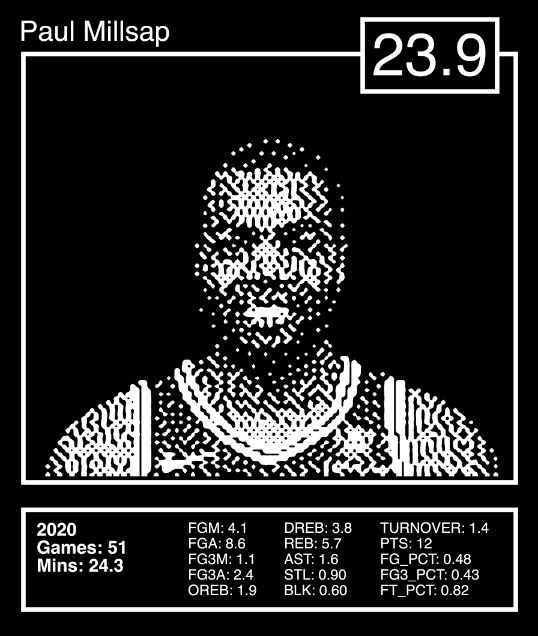 Paul Millsap
23.9
2020
Games: 51
Mins: 24.3
FGM: 4.1
FGA: 8.6
FG3M: 1.1
FG3A: 2.4
OREB: 1.9
DREB: 3.8
REB: 5.7
AST: 1.6
STL: 0.90
BLK: 0.60
TURNOVER: 1.4
PTS: 12
FG_PCT: 0.48
FG3_PCT: 0.43
FT_PCT: 0.82